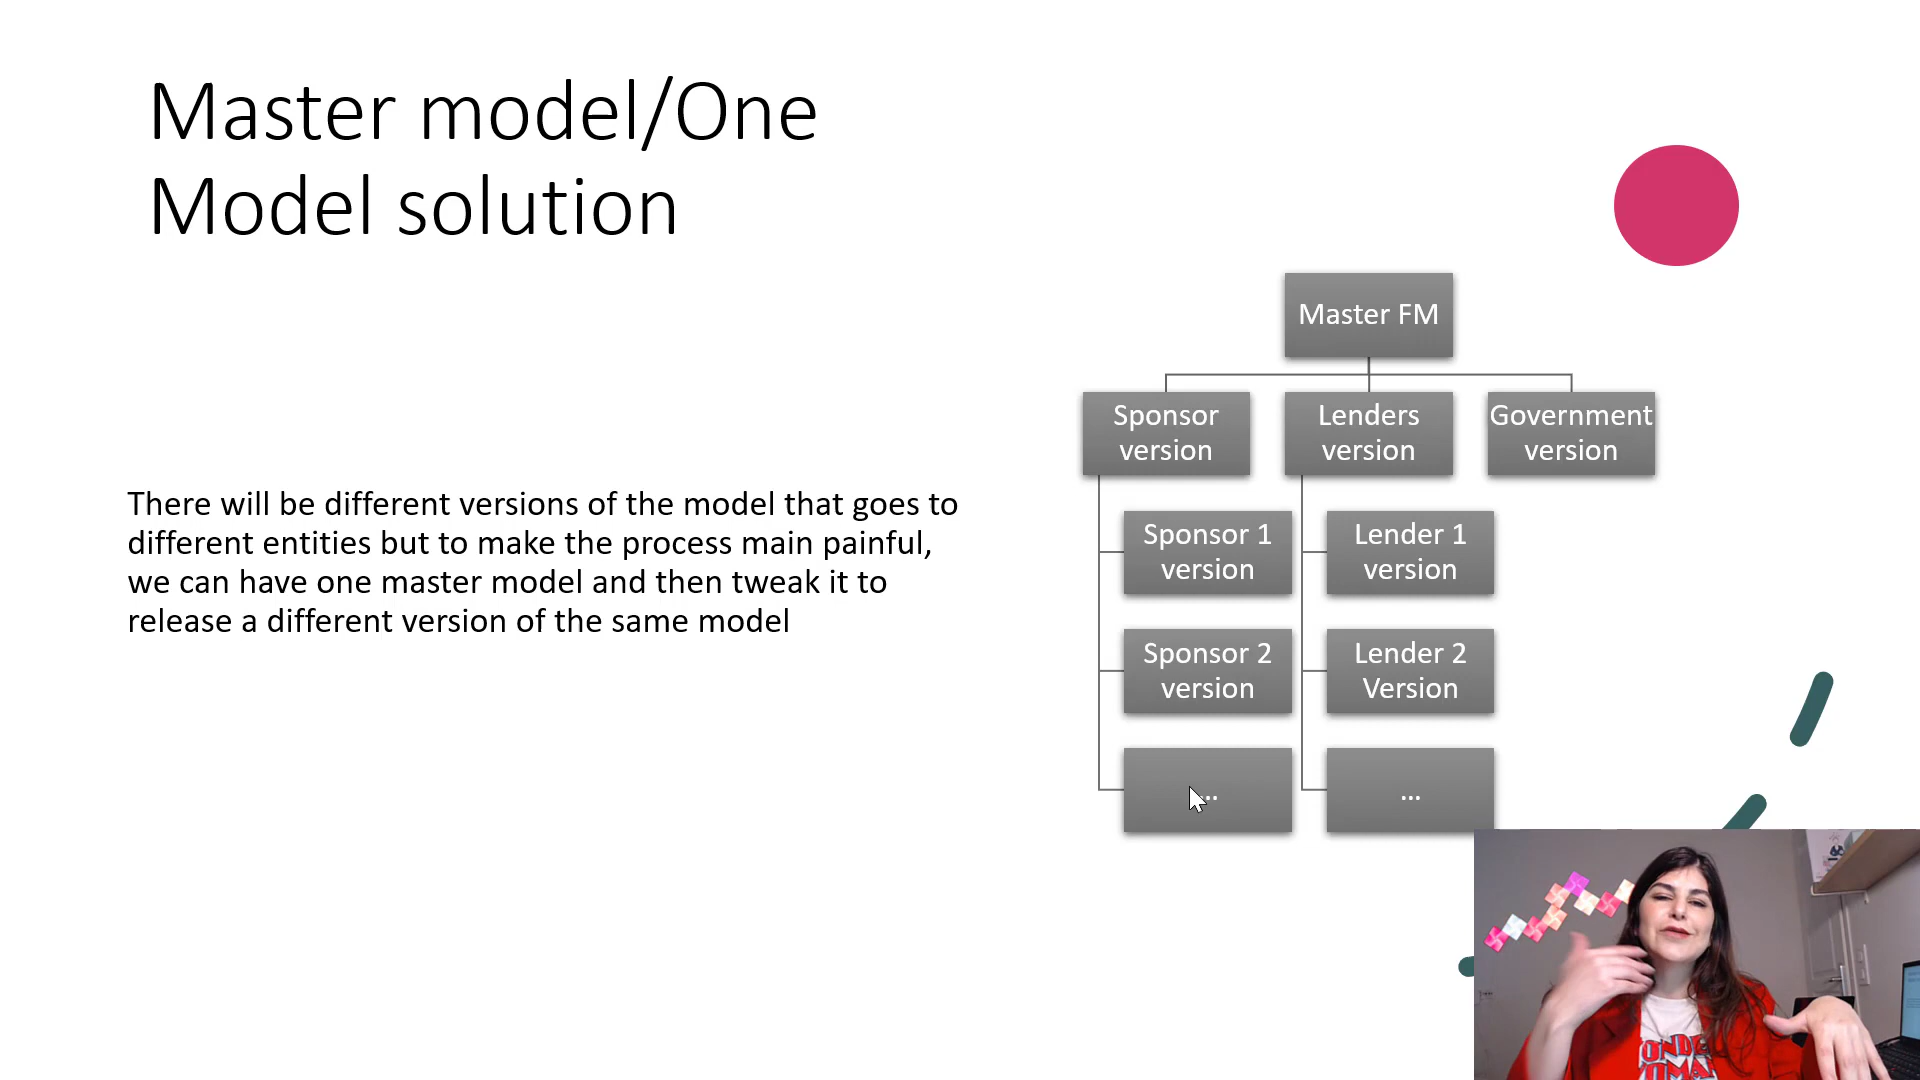 Master model/One
Model solution
There will be different versions of the model that goes to
different entities but to make the process main painful,
we can have one master model and then tweak it to
release a different version of the same model
Master FM
Sponsor
version
Lenders
version
Government
version
Sponsor 1
version
Sponsor 2
version
...
Lender 1
version
Lender 2
Version
...